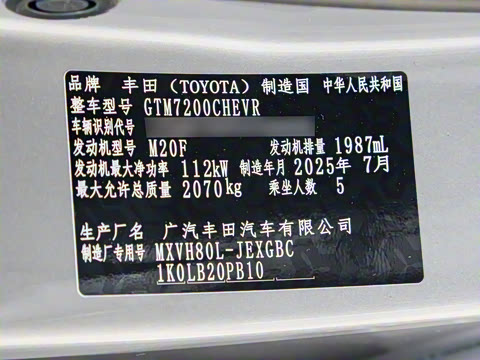 品牌 丰田（TOYOTA） 制造国 中华人民共和国
整车型号 GTM7200CHEVR
车辆识别代号
发动机型号 M20F 发动机排量 1987mL
发动机最大净功率 112kW 制造年月 2025年 7月
最大允许总质量 2070kg 乘坐人数 5
生产厂名 广汽丰田汽车有限公司
制造厂专用号 MXVH80L-JEXGBC
1K0LB20PB10